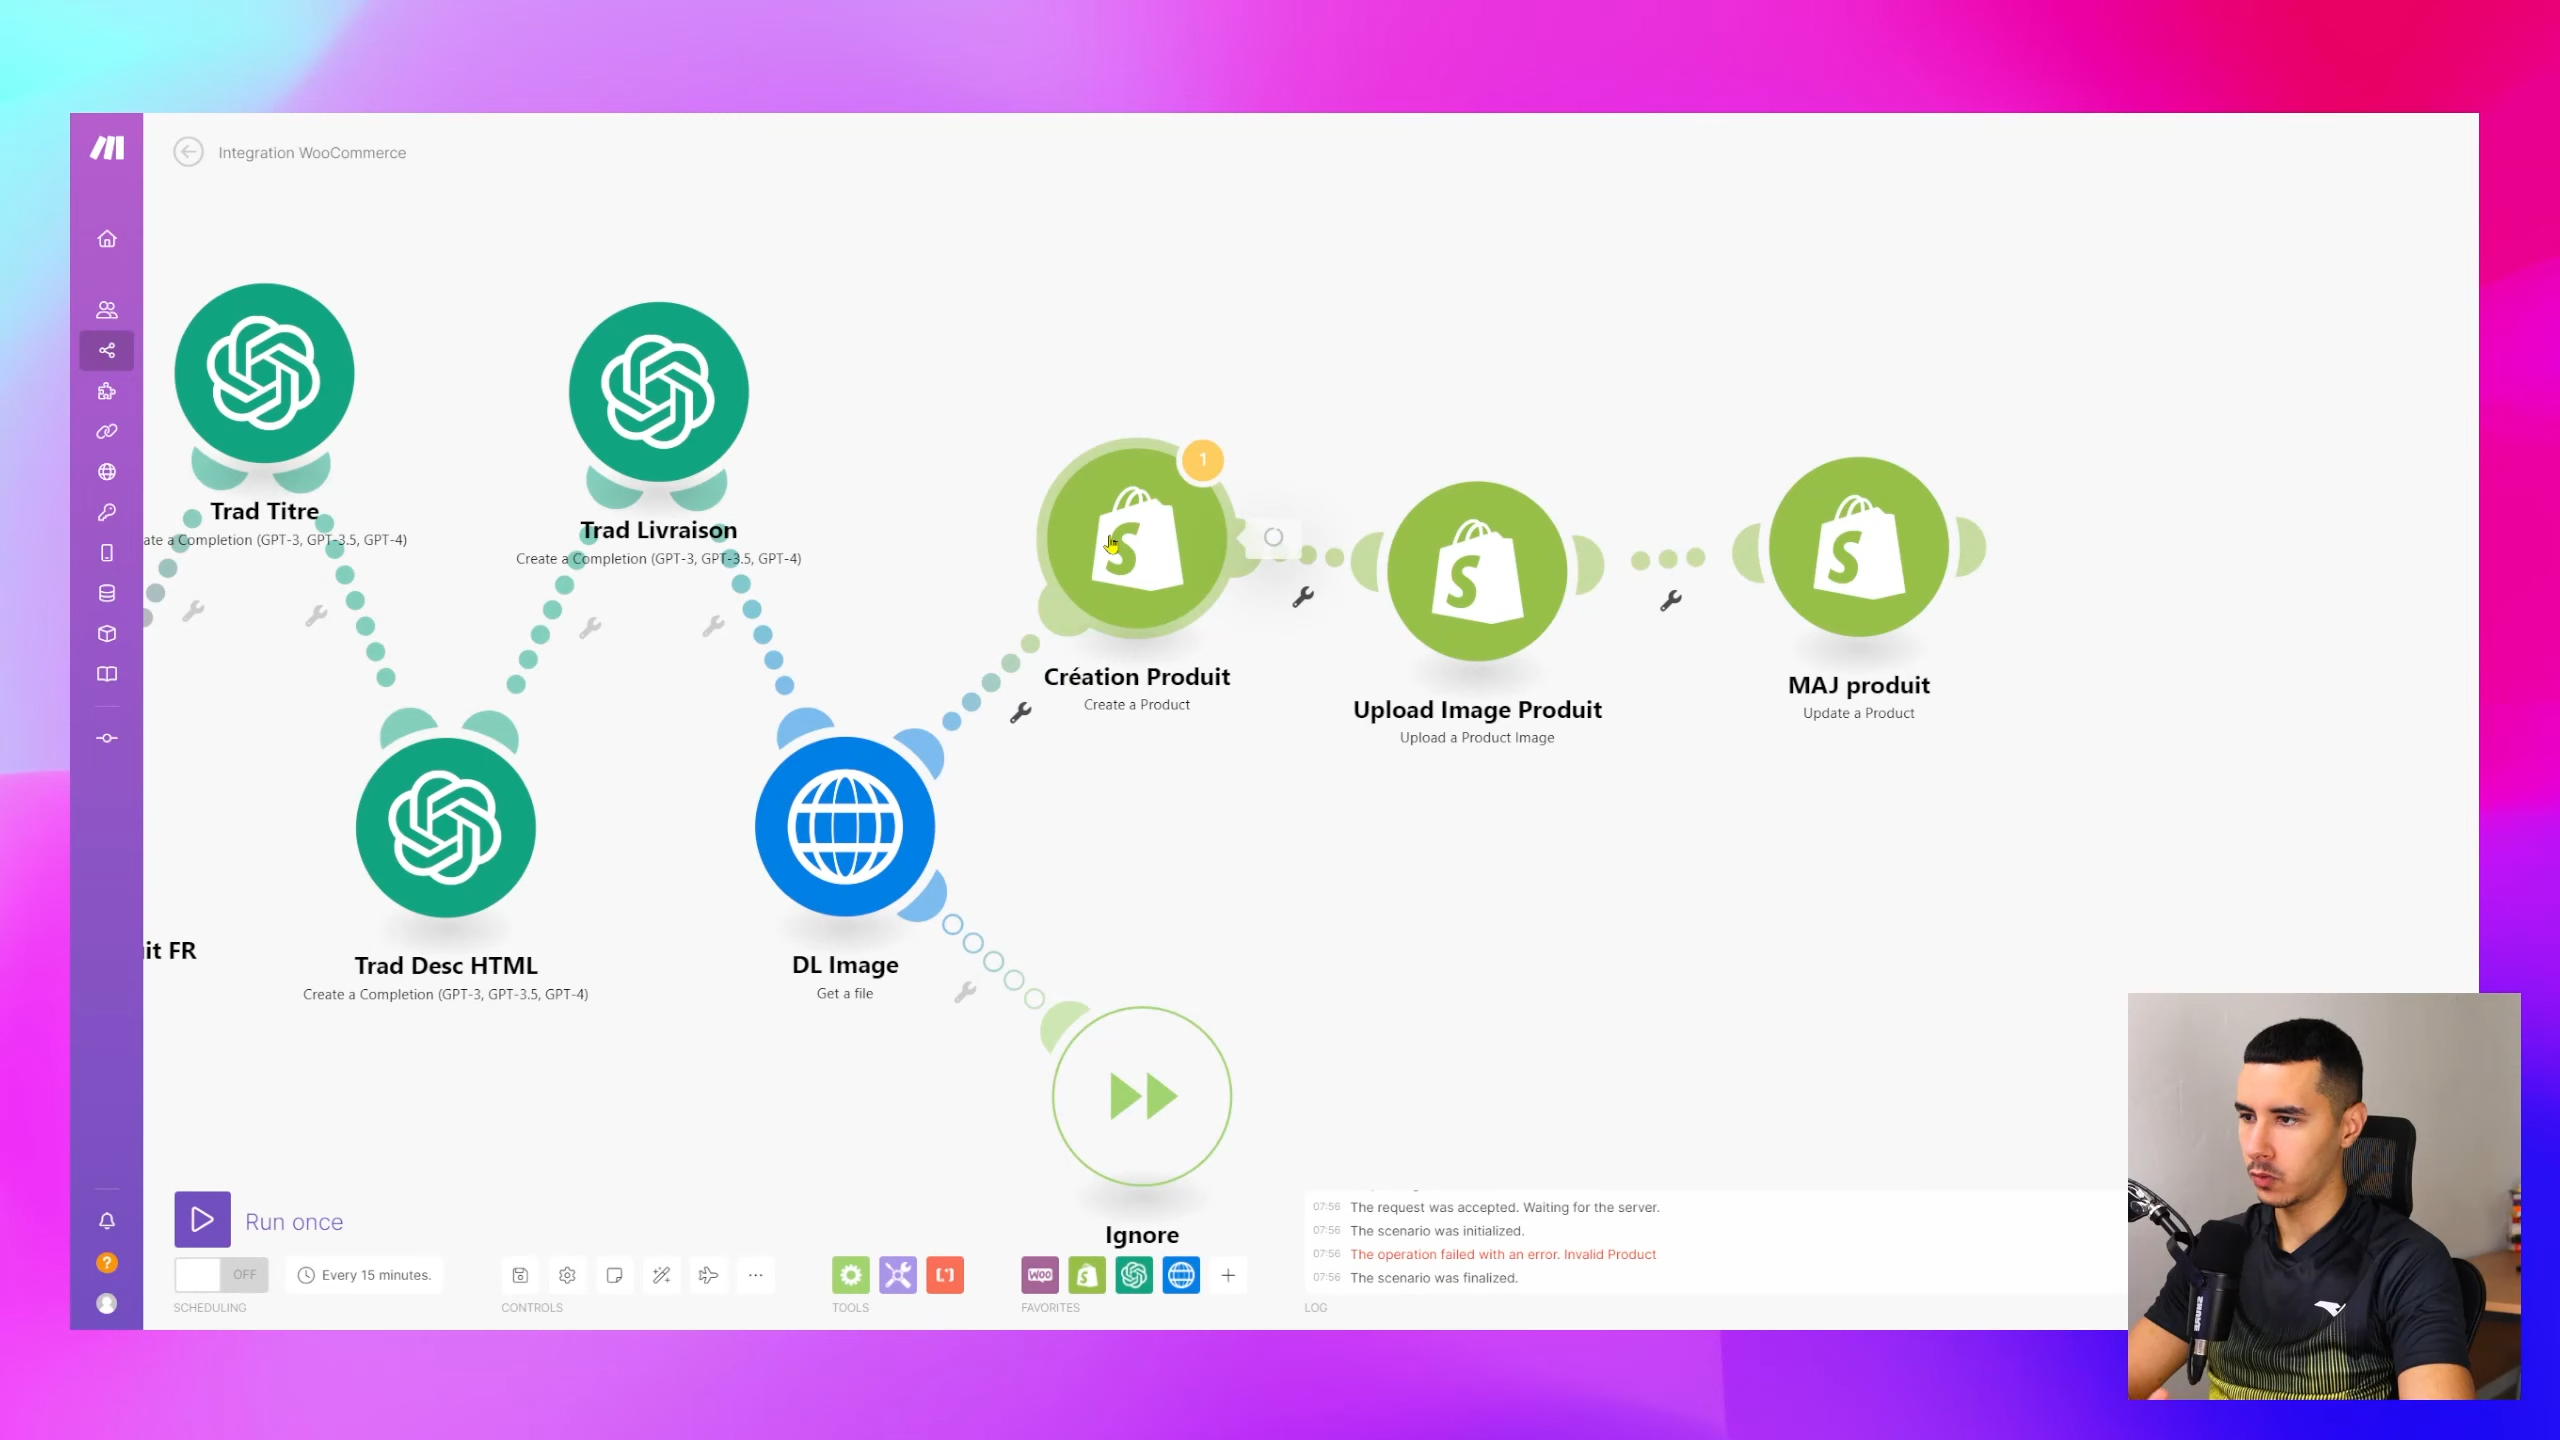 Integration WooCommerce
Trad Titre
ate a Completion (GPT-3, GPT-3.5, GPT-4)
Trad Livraison
Create a Completion (GPT-3, GPT-3.5, GPT-4)
1
S
S
S
Création Produit
Create a Product
Upload Image Produit
Upload a Product Image
MAJ produit
Update a Product
it FR
Trad Desc HTML
Create a Completion (GPT-3, GPT-3.5, GPT-4)
DL Image
Get a file
Ignore
Run once
OFF
Every 15 minutes.
SCHEDULING
CONTROLS
TOOLS
WOO
FAVORITES
07:56 The request was accepted. Waiting for the server.
07:56 The scenario was initialized.
07:56 The operation failed with an error. Invalid Product
07:56 The scenario was finalized.
LOG
?
SHURE